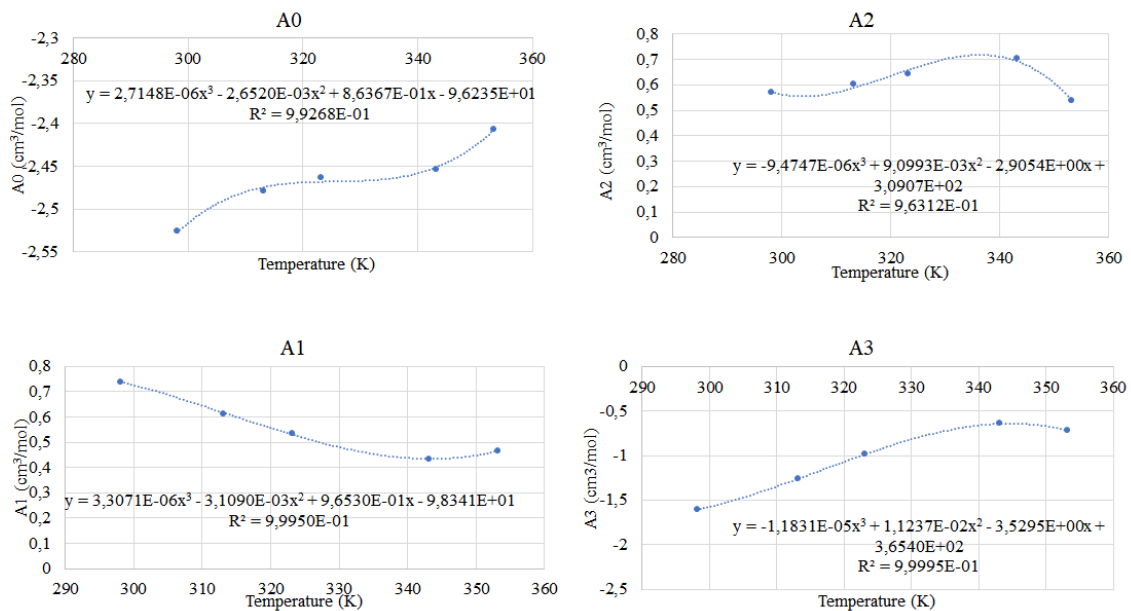 A0
-2,3
280 300 320 340 360
-2,35
y = 2,7148E-06x³ - 2,6520E-03x² + 8,6367E-01x - 9,6235E+01
R² = 9,9268E-01
-2,4
-2,45
-2,5
-2,55
A0 (cm³/mol)
Temperature (K)
A2
0,8
0,7
0,6
0,5
0,4
0,3
0,2
0,1
0
A2 (cm³/mol)
y = -9,4747E-06x³ + 9,0993E-03x² - 2,9054E+00x +
3,0907E+02
R² = 9,6312E-01
280 300 320 340 360
Temperature (K)
A1
0,8
0,7
0,6
0,5
0,4
0,3
0,2
0,1
0
A1 (cm³/mol)
y = 3,3071E-06x³ - 3,1090E-03x² + 9,6530E-01x - 9,8341E+01
R² = 9,9950E-01
290 300 310 320 330 340 350 360
Temperature (K)
A3
0
290 300 310 320 330 340 350 360
-0,5
-1
-1,5
-2
-2,5
A3 (cm3/mol)
y = -1,1831E-05x³ + 1,1237E-02x² - 3,5295E+00x +
3,6540E+02
R² = 9,9995E-01
Temperature (K)